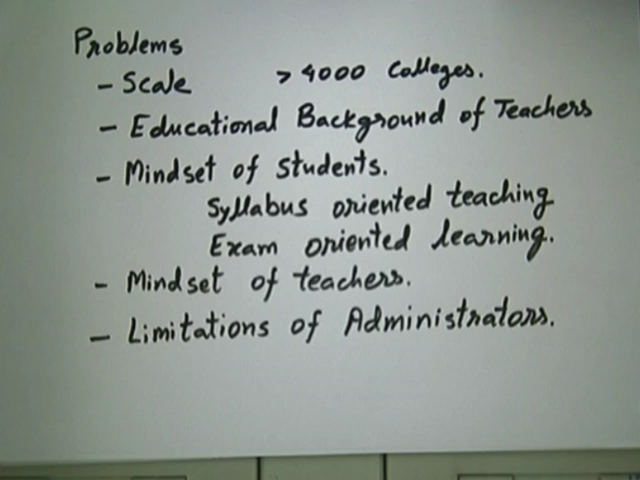 Problems
- Scale > 4000 Colleges.
- Educational Background of Teachers
- Mindset of Students.
Syllabus oriented teaching
Exam oriented learning.
- Mindset of teachers.
- Limitations of Administrators.